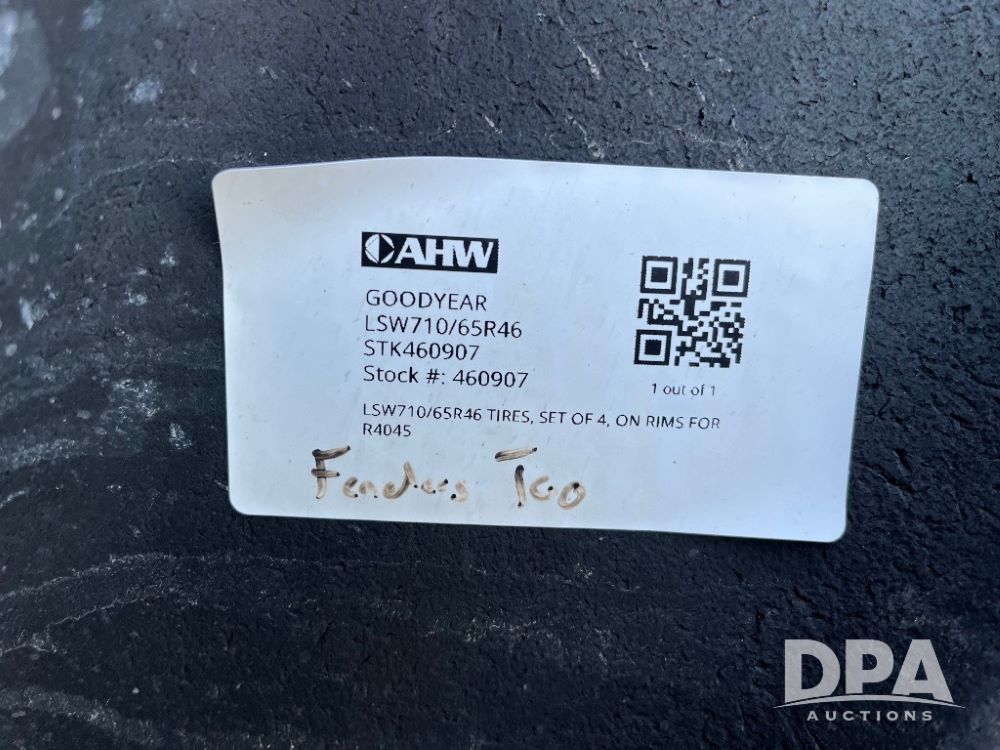 AHW
GOODYEAR
LSW710/65R46
STK460907
Stock #: 460907
1 out of 1
LSW710/65R46 TIRES, SET OF 4, ON RIMS FOR
R4045
Fenders Too
DPA
AUCTIONS